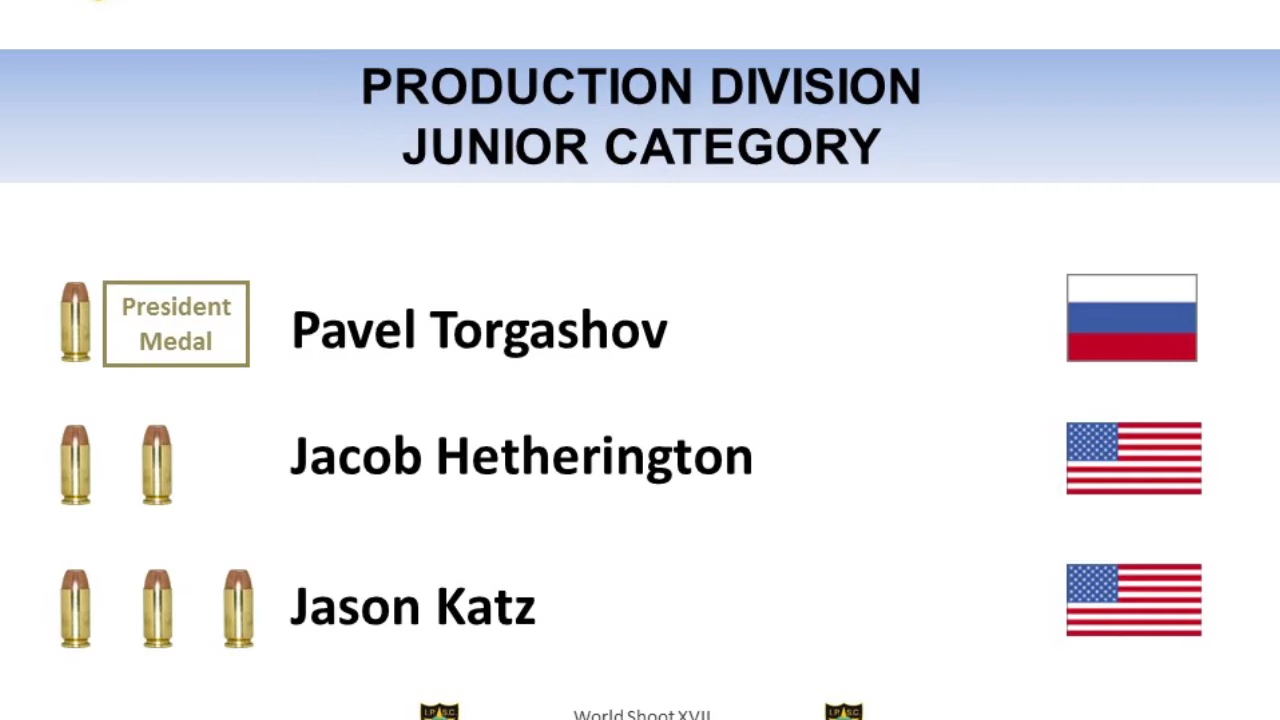 PRODUCTION DIVISION
JUNIOR CATEGORY
President
Medal
Pavel Torgashov
Jacob Hetherington
Jason Katz
I.P.S.C.
World Shoot XVII
I.P.S.C.